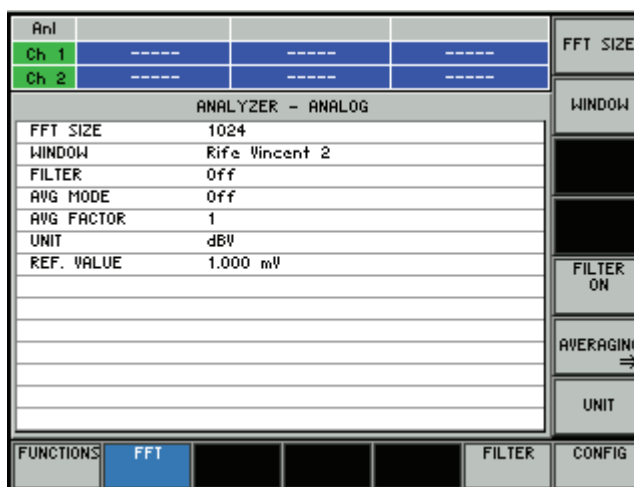 Anl
Ch 1 ----- ----- -----
Ch 2 ----- ----- -----
ANALYZER - ANALOG
FFT SIZE 1024
WINDOW Rife Vincent 2
FILTER Off
AVG MODE Off
AVG FACTOR 1
UNIT dBV
REF. VALUE 1.000 mV
FFT SIZE
WINDOW
FILTER
ON
AVERAGING
⇒
UNIT
FUNCTIONS FFT FILTER CONFIG